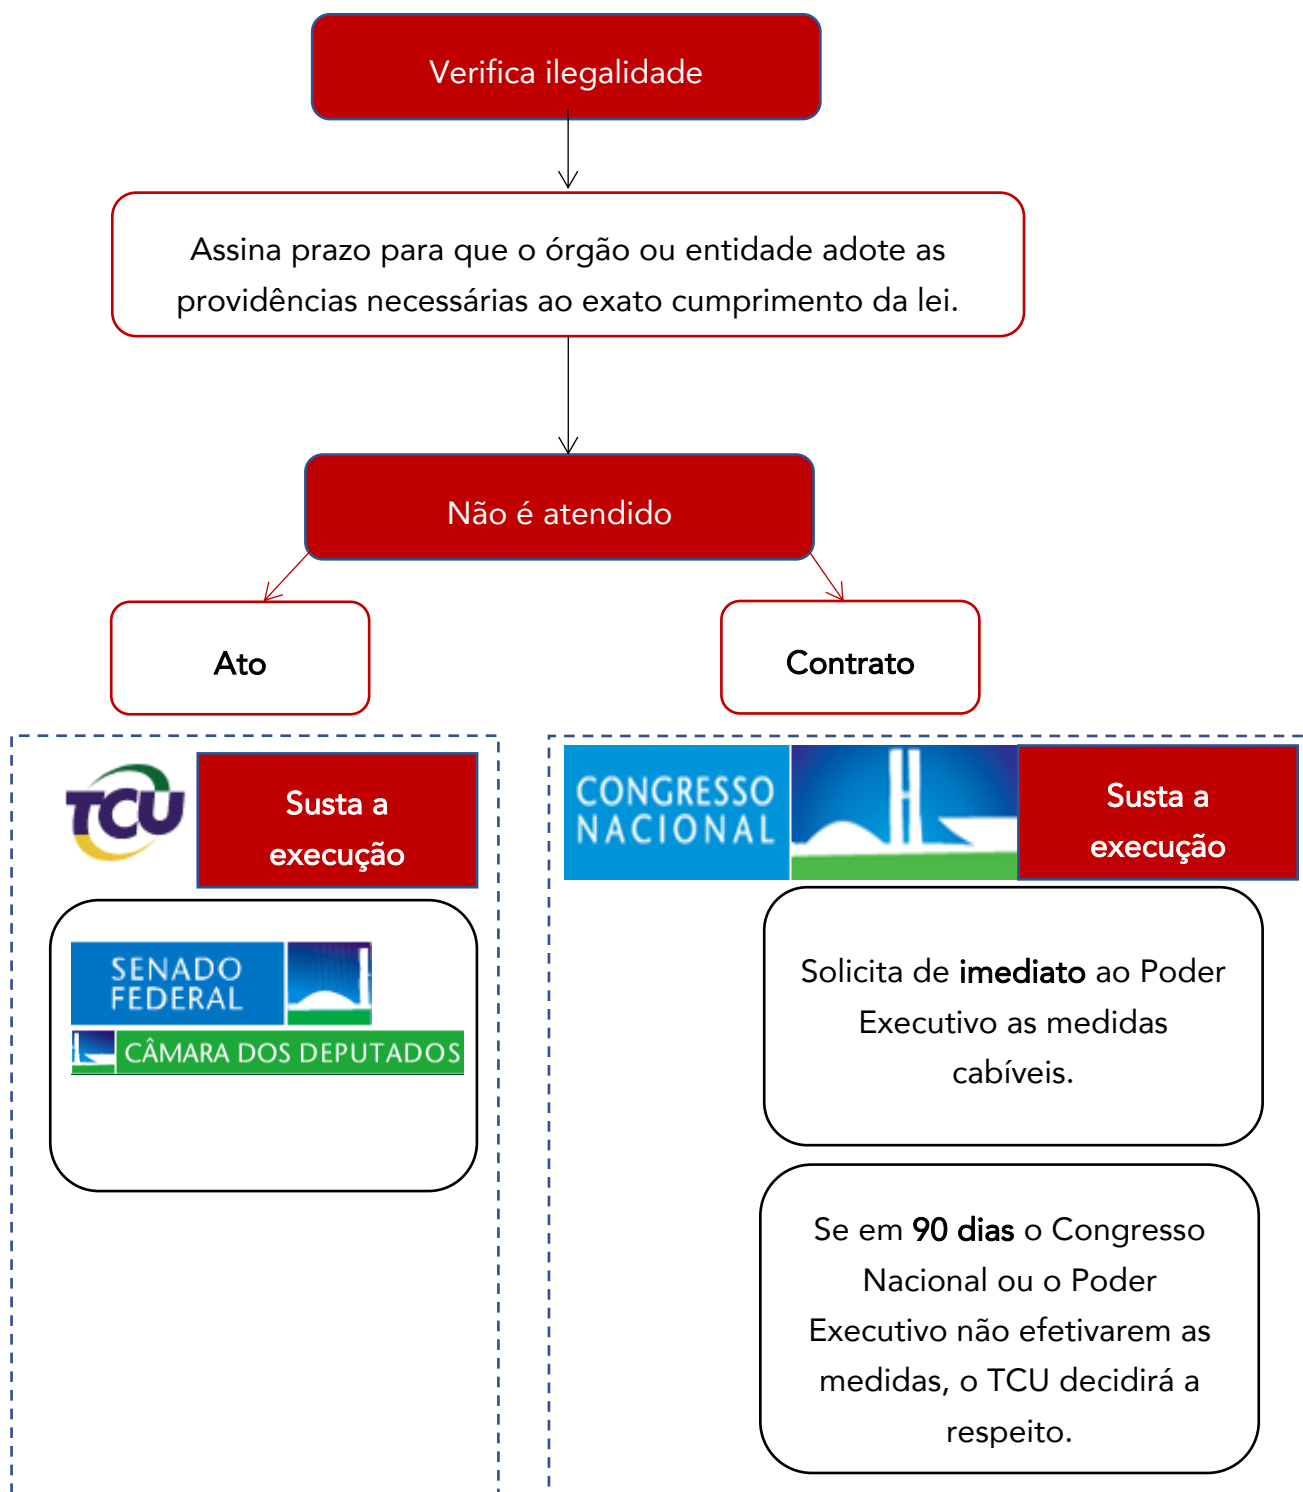 Verifica ilegalidade
Assina prazo para que o órgão ou entidade adote as
providências necessárias ao exato cumprimento da lei.
Não é atendido
Ato
Contrato
TCU
Susta a
execução
SENADO
FEDERAL
CÂMARA DOS DEPUTADOS
CONGRESSO
NACIONAL
Susta a
execução
Solicita de imediato ao Poder
Executivo as medidas
cabíveis.
Se em 90 dias o Congresso
Nacional ou o Poder
Executivo não efetivarem as
medidas, o TCU decidirá a
respeito.